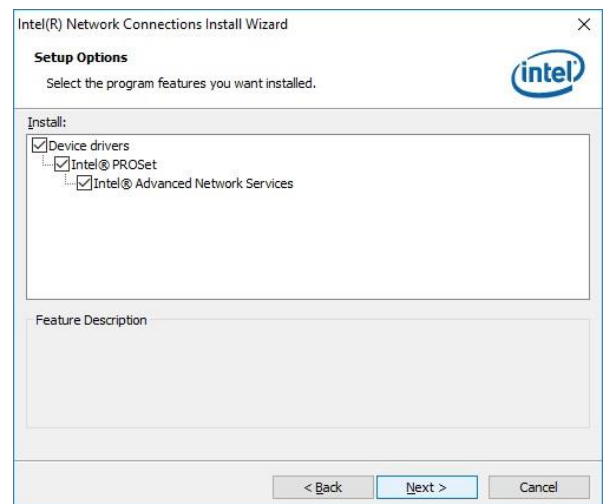 Intel(R) Network Connections Install Wizard
Setup Options
Select the program features you want installed.
intel
Install:
Device drivers
Intel® PROSet
Intel® Advanced Network Services
Feature Description
< Back
Next >
Cancel